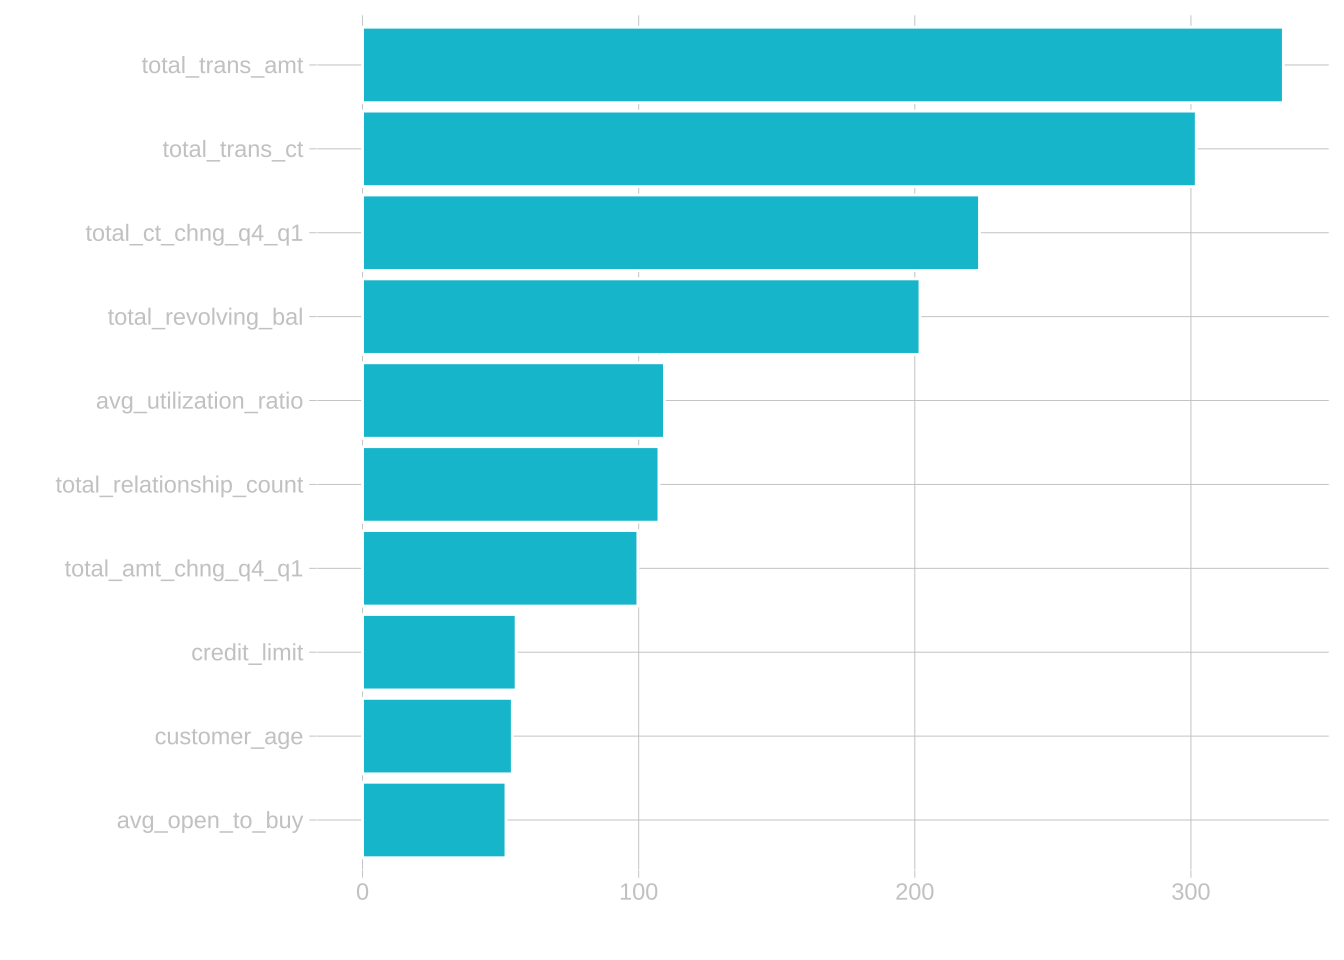 total_trans_amt
total_trans_ct
total_ct_chng_q4_q1
total_revolving_bal
avg_utilization_ratio
total_relationship_count
total_amt_chng_q4_q1
credit_limit
customer_age
avg_open_to_buy
0 100 200 300